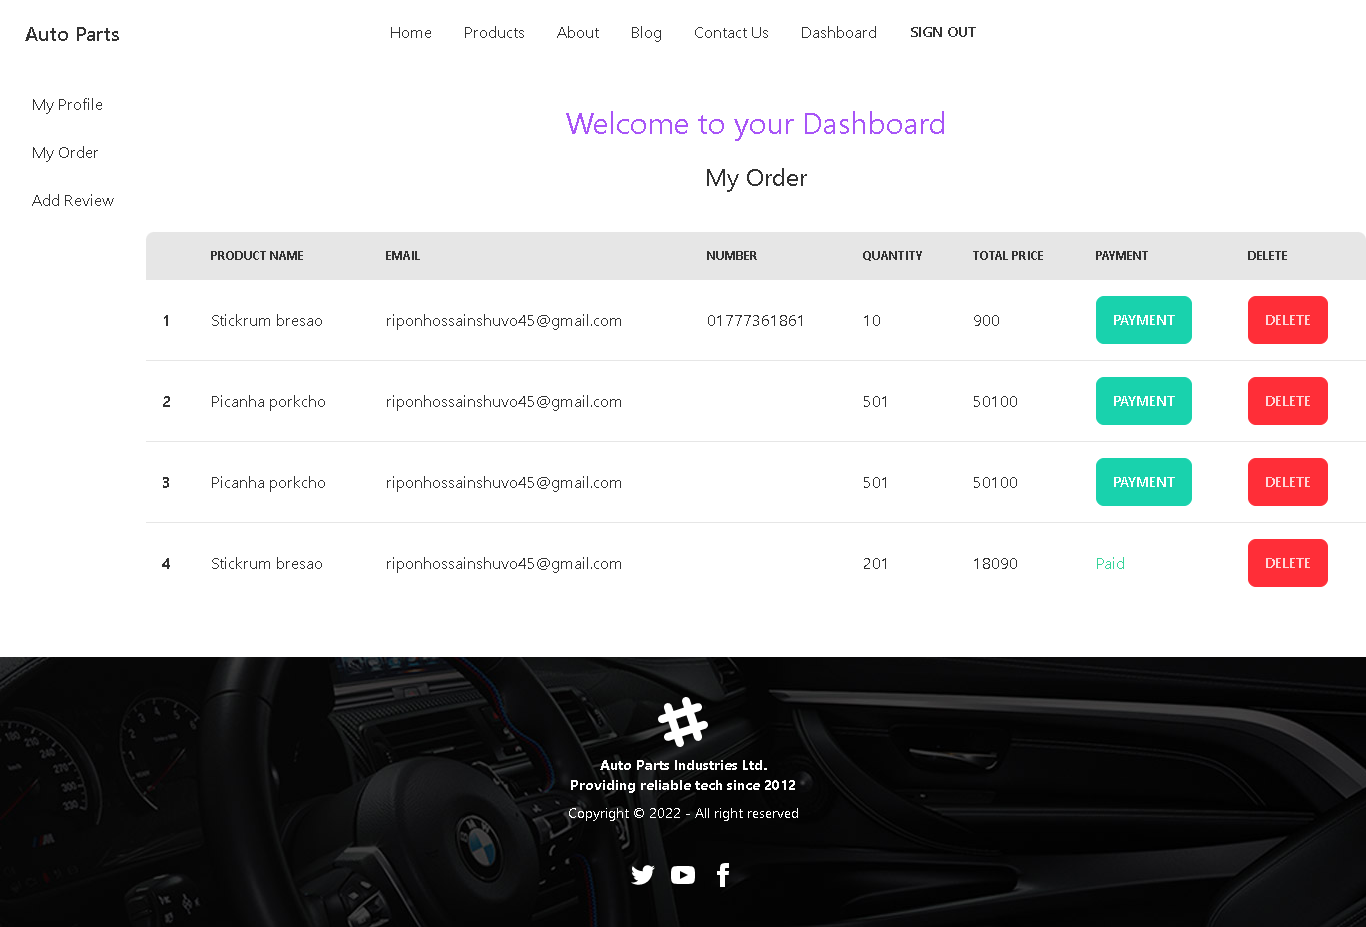 Auto Parts
Home Products About Blog Contact Us Dashboard SIGN OUT
My Profile
My Order
Add Review
Welcome to your Dashboard
My Order
PRODUCT NAME EMAIL NUMBER QUANTITY TOTAL PRICE PAYMENT DELETE
1 Stickrum bresao riponhossainshuvo45@gmail.com 01777361861 10 900 PAYMENT DELETE
2 Picanha porkcho riponhossainshuvo45@gmail.com 501 50100 PAYMENT DELETE
3 Picanha porkcho riponhossainshuvo45@gmail.com 501 50100 PAYMENT DELETE
4 Stickrum bresao riponhossainshuvo45@gmail.com 201 18090 Paid DELETE
Auto Parts Industries Ltd.
Providing reliable tech since 2012
Copyright © 2022 - All right reserved